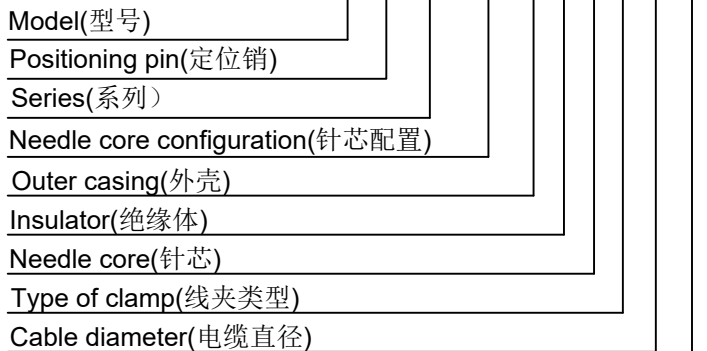 Model(型号)
Positioning pin(定位销)
Series(系列）
Needle core configuration(针芯配置)
Outer casing(外壳)
Insulator(绝缘体)
Needle core(针芯)
Type of clamp(线夹类型)
Cable diameter(电缆直径)